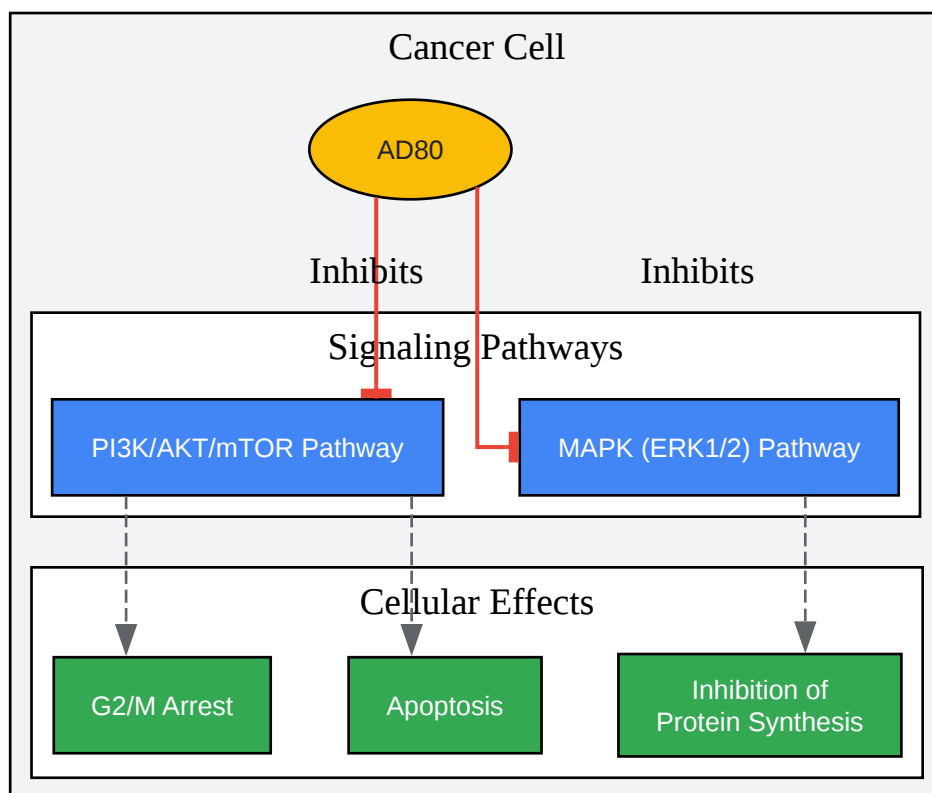 Cancer Cell
AD80
Inhibits
Inhibits
Signaling Pathways
PI3K/AKT/mTOR Pathway
MAPK (ERK1/2) Pathway
Cellular Effects
G2/M Arrest
Apoptosis
Inhibition of
Protein Synthesis